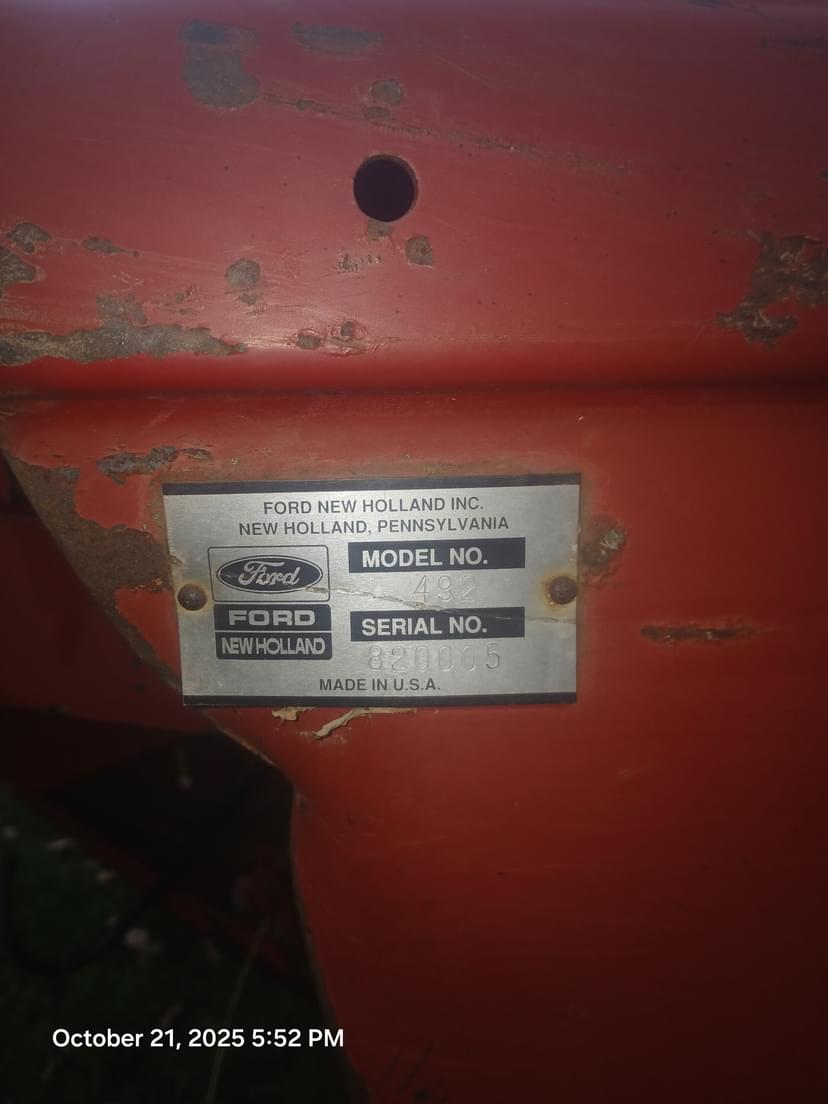 FORD NEW HOLLAND INC.
NEW HOLLAND, PENNSYLVANIA
Ford
FORD
NEW HOLLAND
MODEL NO.
492
SERIAL NO.
820005
MADE IN U.S.A.
October 21, 2025 5:52 PM